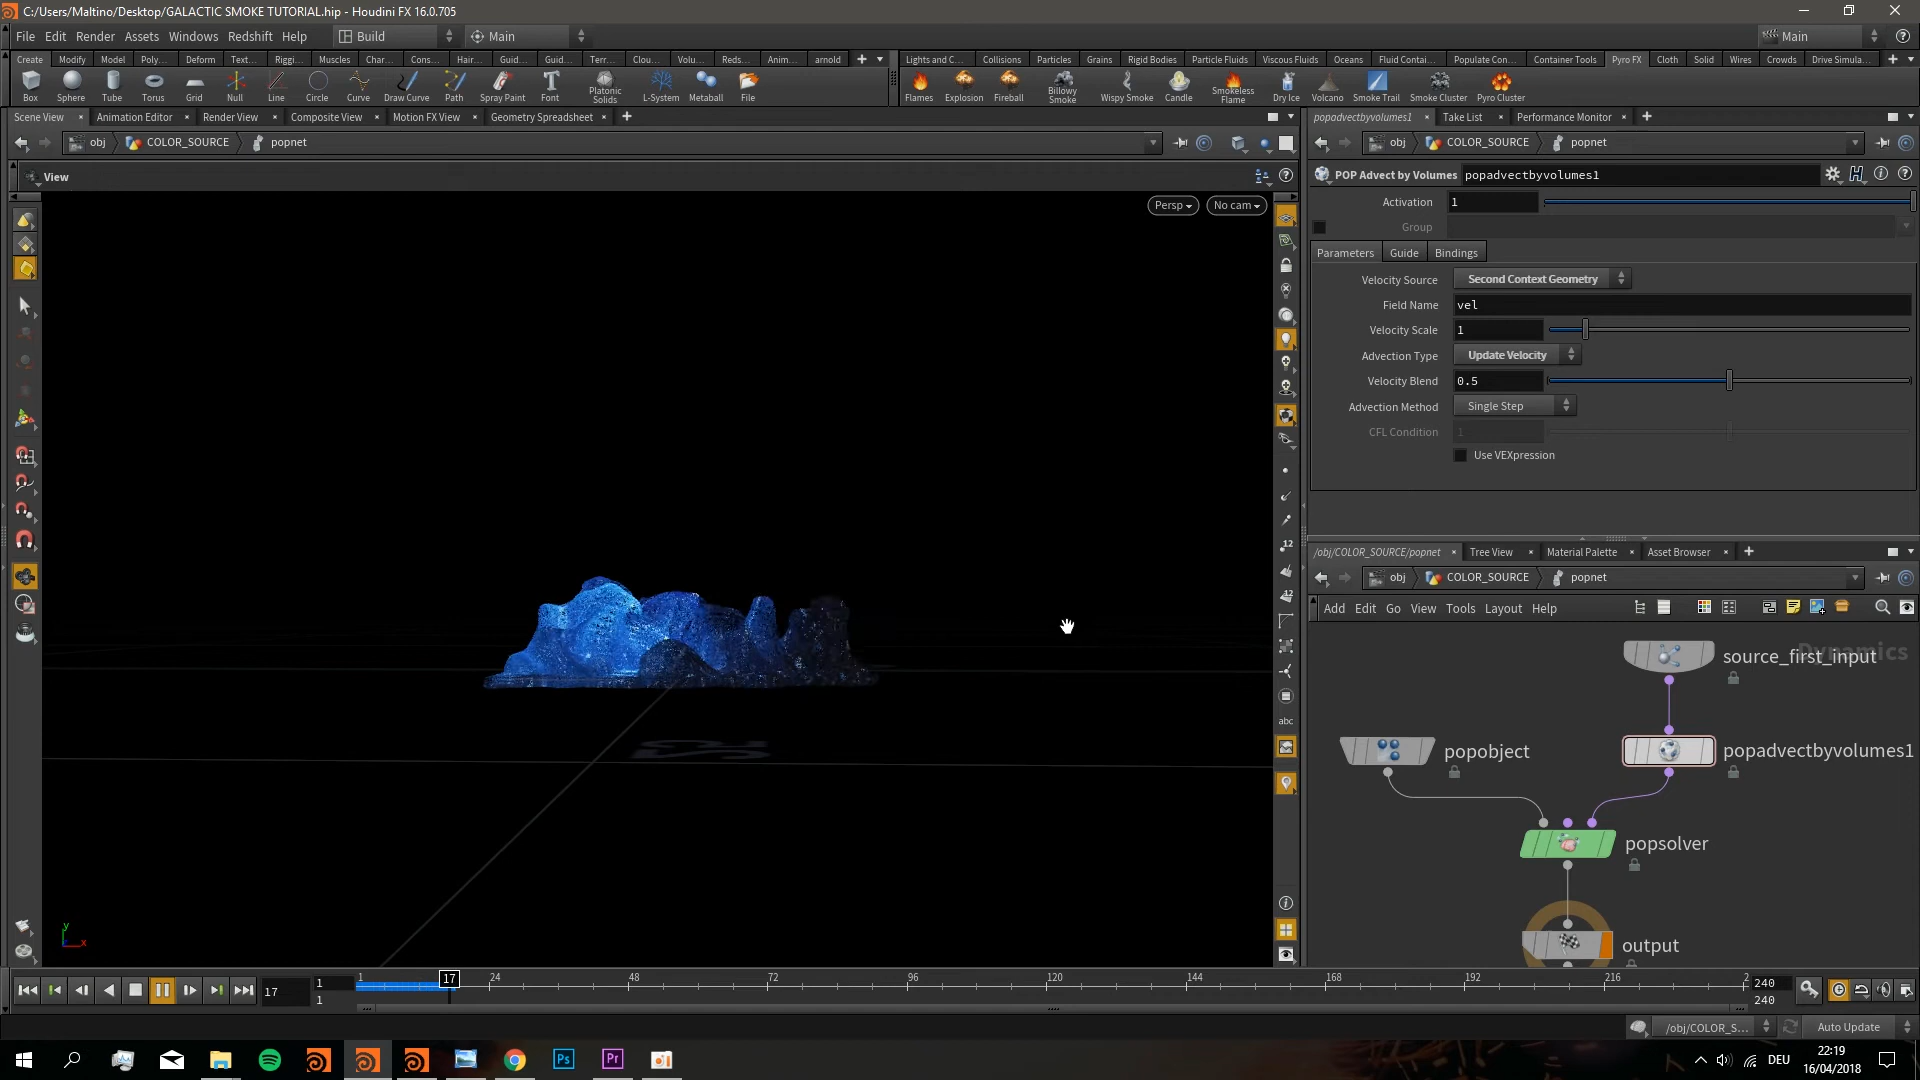 C:/Users/Maltino/Desktop/GALACTIC SMOKE TUTORIAL.hip - Houdini FX 16.0.705
File Edit Render Assets Windows Redshift Help Build Main Main
Create Modify Model Poly... Deform Text... Riggi... Muscles Char... Cons... Hair... Guid... Guid... Terr... Clou... Volu... Reds... Anim... arnold
Lights and C... Collisions Particles Grains Rigid Bodies Particle Fluids Viscous Fluids Oceans Fluid Contai... Populate Con... Container Tools Pyro FX Cloth Solid Wires Crowds Drive Simula...
Box Sphere Tube Torus Grid Null Line Circle Curve Draw Curve Path Spray Paint Font Platonic Solids L-System Metaball File
Flames Explosion Fireball Billowy Smoke Wispy Smoke Candle Smokeless Flame Dry Ice Volcano Smoke Trail Smoke Cluster Pyro Cluster
Scene View Animation Editor Render View Composite View Motion FX View Geometry Spreadsheet
popadvectbyvolumes1 Take List Performance Monitor
obj COLOR_SOURCE popnet
obj COLOR_SOURCE popnet
View
POP Advect by Volumes popadvectbyvolumes1
Persp No cam
Activation 1
Group
Parameters Guide Bindings
Velocity Source Second Context Geometry
Field Name vel
Velocity Scale 1
Advection Type Update Velocity
Velocity Blend 0.5
Advection Method Single Step
CFL Condition 1
Use VEXpression
/obj/COLOR_SOURCE/popnet Tree View Material Palette Asset Browser
obj COLOR_SOURCE popnet
Add Edit Go View Tools Layout Help
Dynamics
source_first_input
popobject
popadvectbyvolumes1
popsolver
output
12
12
abc
y
x
17
1
1
1 17 24 48 72 96 120 144 168 192 216 2
240
240
/obj/COLOR_S... Auto Update
Ps Pr
DEU
22:19
16/04/2018